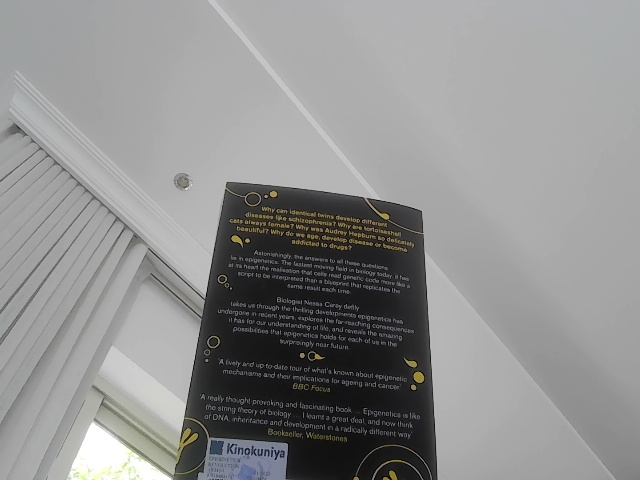 Why can identical twins develop different
diseases like schizophrenia? Why are tortoiseshell
cats always female? Why was Audrey Hepburn so delicately
beautiful? Why do we age, develop disease or become
addicted to drugs?
Astonishingly, the answers to all these questions
lie in epigenetics. The fastest moving field in biology today, it has
at its heart the realisation that cells read genetic code more like a
script to be interpreted than a blueprint that replicates the
same result each time.
Biologist Nessa Carey deftly
takes us through the thrilling developments epigenetics has
undergone in recent years, explores the far-reaching consequences
it has for our understanding of life, and reveals the amazing
possibilities that epigenetics holds for each of us in the
surprisingly near future.
'A lively and up-to-date tour of what's known about epigenetic
mechanisms and their implications for ageing and cancer'
BBC Focus
'A really thought-provoking and fascinating book ... Epigenetics is like
the string theory of biology ... I learnt a great deal, and now think
of DNA, inheritance and development in a radically different way'
Bookseller, Waterstones
Kinokuniya